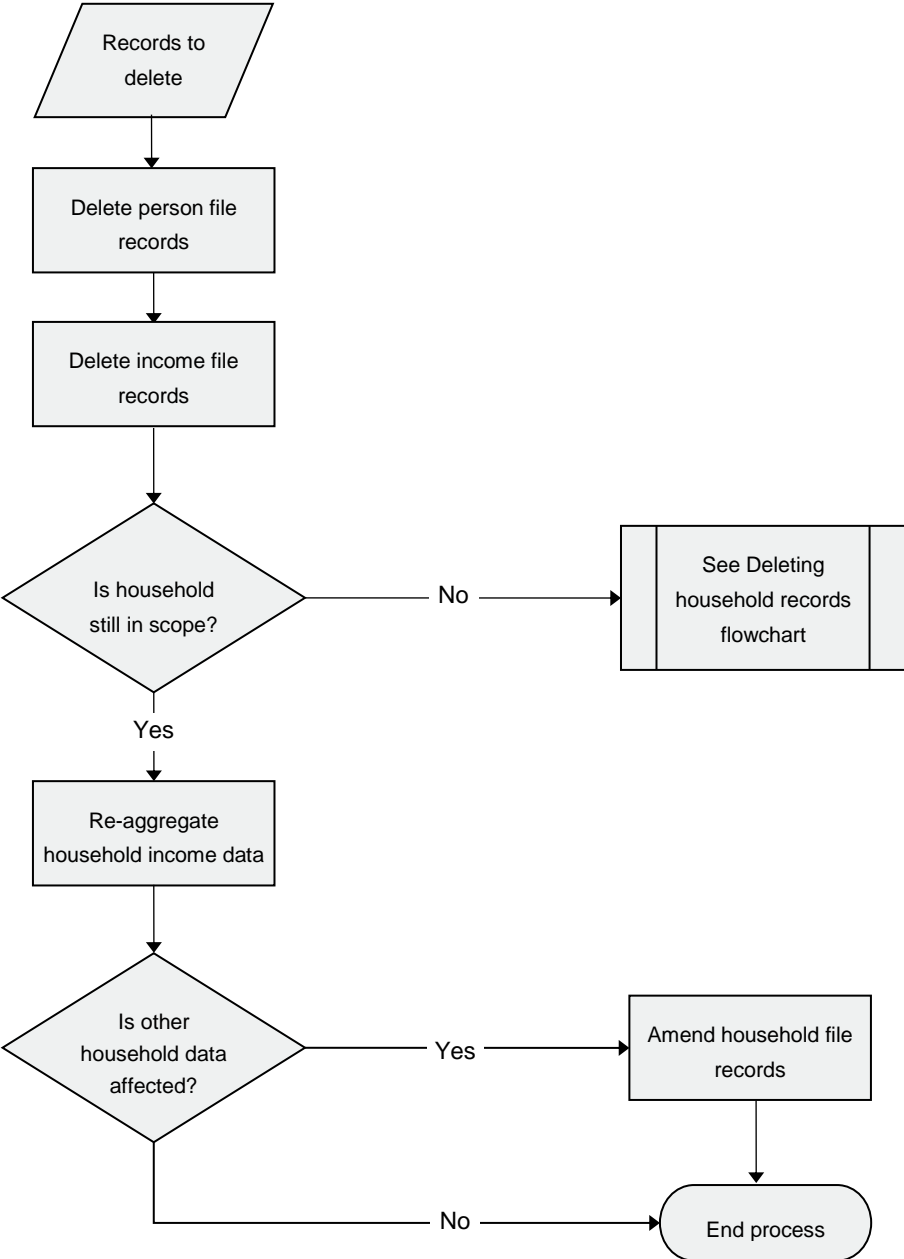 Records to
delete
Delete person file
records
Delete income file
records
Is household
still in scope?
No
See Deleting
household records
flowchart
Yes
Re-aggregate
household income data
Is other
household data
affected?
Yes
Amend household file
records
No
End process